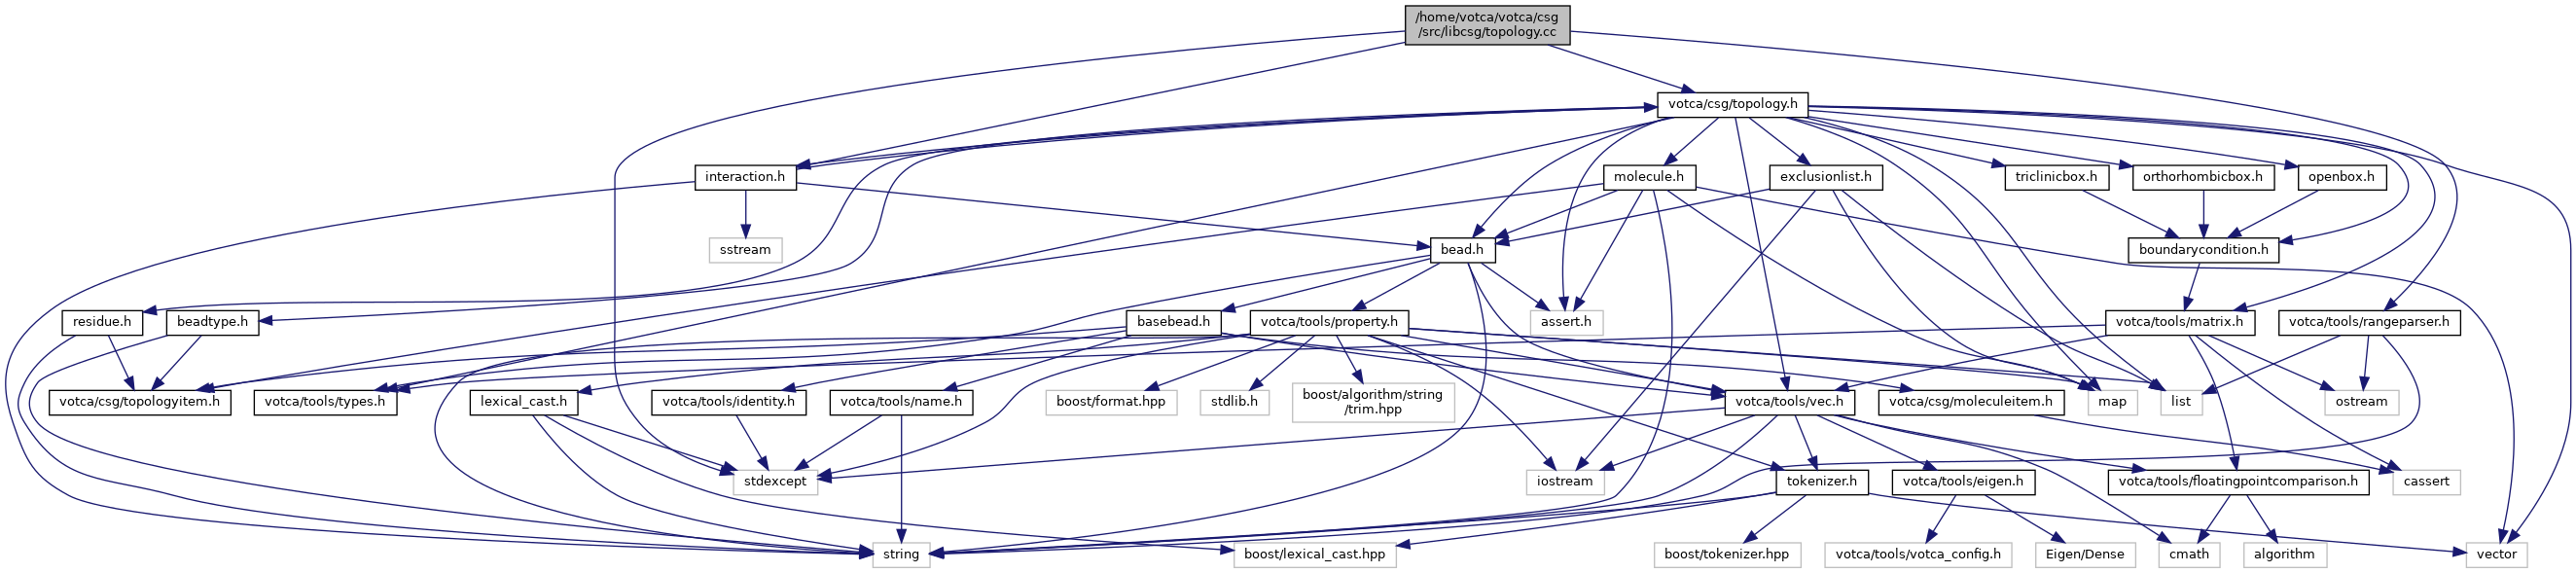 /home/votca/votca/csg
/src/libcsg/topology.cc
votca/csg/topology.h
interaction.h
molecule.h
exclusionlist.h
triclinicbox.h
orthorhombicbox.h
openbox.h
sstream
bead.h
boundarycondition.h
residue.h
beadtype.h
basebead.h
votca/tools/property.h
assert.h
votca/tools/matrix.h
votca/tools/rangeparser.h
votca/csg/topologyitem.h
votca/tools/types.h
lexical_cast.h
votca/tools/identity.h
votca/tools/name.h
boost/format.hpp
stdlib.h
boost/algorithm/string
/trim.hpp
votca/tools/vec.h
votca/csg/moleculeitem.h
map
list
ostream
stdexcept
iostream
tokenizer.h
votca/tools/eigen.h
votca/tools/floatingpointcomparison.h
cassert
string
boost/lexical_cast.hpp
boost/tokenizer.hpp
votca/tools/votca_config.h
Eigen/Dense
cmath
algorithm
vector